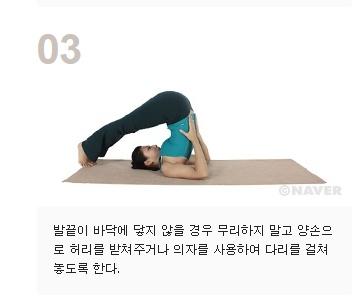 03
©NAVER
발끝이 바닥에 닿지 않을 경우 무리하지 말고 양손으
로 허리를 받쳐주거나 의자를 사용하여 다리를 걸쳐
놓도록 한다.